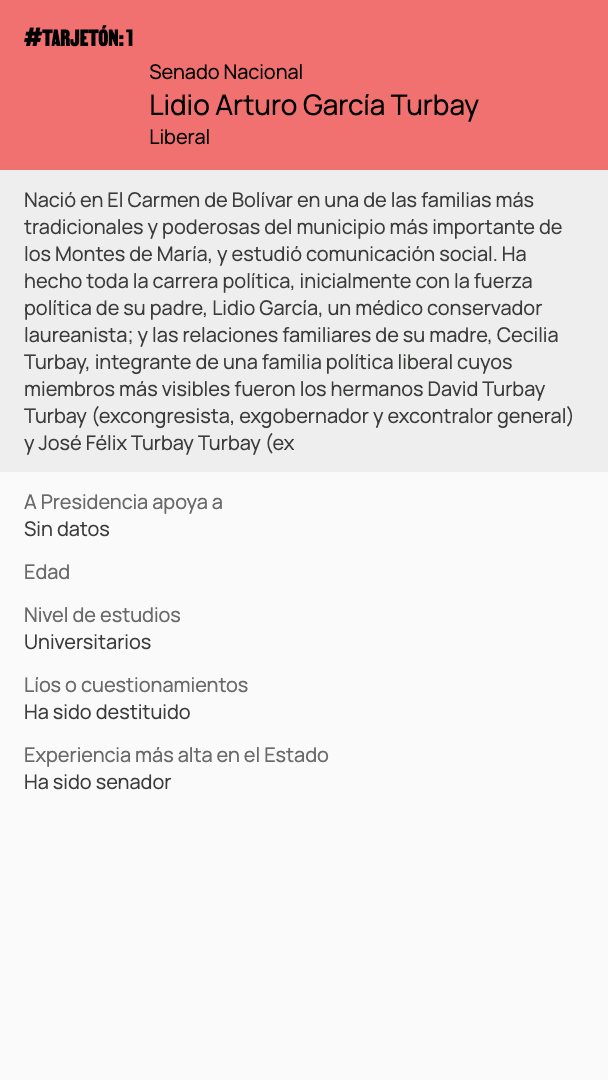 #TARJETÓN: 1
Senado Nacional
Lidio Arturo García Turbay
Liberal
Nació en El Carmen de Bolívar en una de las familias más
tradicionales y poderosas del municipio más importante de
los Montes de María, y estudió comunicación social. Ha
hecho toda la carrera política, inicialmente con la fuerza
política de su padre, Lidio García, un médico conservador
laureanista; y las relaciones familiares de su madre, Cecilia
Turbay, integrante de una familia política liberal cuyos
miembros más visibles fueron los hermanos David Turbay
Turbay (excongresista, exgobernador y excontralor general)
y José Félix Turbay Turbay (ex
A Presidencia apoya a
Sin datos
Edad
Nivel de estudios
Universitarios
Líos o cuestionamientos
Ha sido destituido
Experiencia más alta en el Estado
Ha sido senador